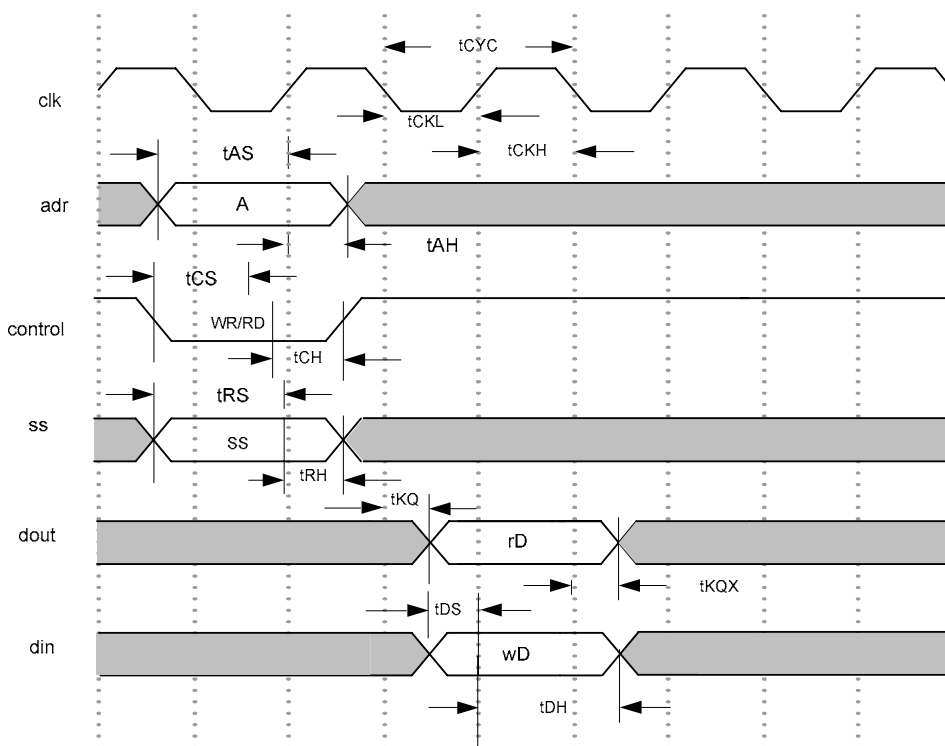 tCYC
clk
tCKL
tCKH
tAS
adr
A
tAH
tCS
control
WR/RD
tCH
tRS
ss
SS
tRH
tKQ
dout
rD
tKQX
tDS
din
wD
tDH